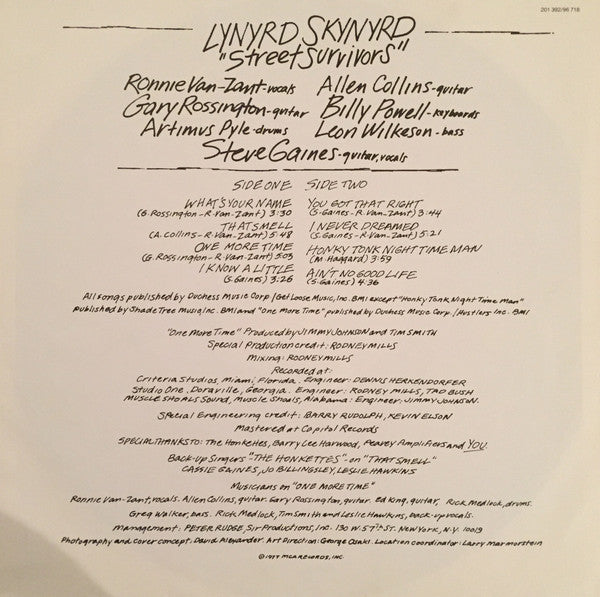 201 392/96 718
LYNYRD SKYNYRD
"Street Survivors"
Ronnie Van-Zant-vocals Allen Collins-guitar
Gary Rossington-guitar Billy Powell-keyboards
Artimus Pyle-drums Leon Wilkeson-bass
Steve Gaines-guitar, vocals
SIDE ONE SIDE TWO
WHAT'S YOUR NAME YOU GOT THAT RIGHT
(G. Rossington-R. Van-Zant) 3:30 (S. Gaines-R. Van-Zant) 3:44
THAT SMELL I NEVER DREAMED
(A. Collins-R. Van-Zant) 5:48 (S. Gaines-R. Van-Zant) 5:21
ONE MORE TIME HONKY TONK NIGHT TIME MAN
(G. Rossington-R. Van-Zant) 5:03 (M. Haggard) 3:59
I KNOW A LITTLE AIN'T NO GOOD LIFE
(S. Gaines) 3:26 (S. Gaines) 4:36
All songs published by Duchess Music Corp./Get Loose Music, Inc. BMI except "Honky Tonk Night Time Man"
published by Shade Tree Music Inc. BMI and "One More Time" published by Duchess Music Corp./Hustlers Inc. BMI
"One More Time" Produced by JIMMY JOHNSON and TIM SMITH
Special Production credit: RODNEY MILLS
Mixing: RODNEY MILLS
Recorded at:
Criteria Studios, Miami, Florida. Engineer: DENNIS HERKENDORFER
Studio One, Doraville, Georgia. Engineer: RODNEY MILLS, TAD BUSH
MUSCLE SHOALS SOUND, Muscle Shoals, Alabama: Engineer: JIMMY JOHNSON.
Special Engineering credit: BARRY RUDOLPH, KEVIN ELSON
Mastered at Capitol Records
SPECIAL THANKS TO: The Honkettes, Barry Lee Harwood, Peavey Amplifiers and YOU
Back-up Singers "THE HONKETTES"-on "THAT SMELL"
CASSIE GAINES, JO BILLINGSLEY, LESLIE HAWKINS
Musicians on "ONE MORE TIME"
Ronnie Van-Zant, vocals. Allen Collins, guitar. Gary Rossington, guitar. Ed King, guitar, Rick Medlock, drums.
Greg Walker, bass. Rick Medlock, Tim Smith and Leslie Hawkins, back-up vocals.
Management: PETER RUDGE, Sir Productions, Inc. 130 W. 57th St. New York, N.Y. 10019
Photography and cover concept: David Alexander. Art Direction: George Osaki. Location coordinator: Larry Marmorstein
© 1977 MCA RECORDS, INC.